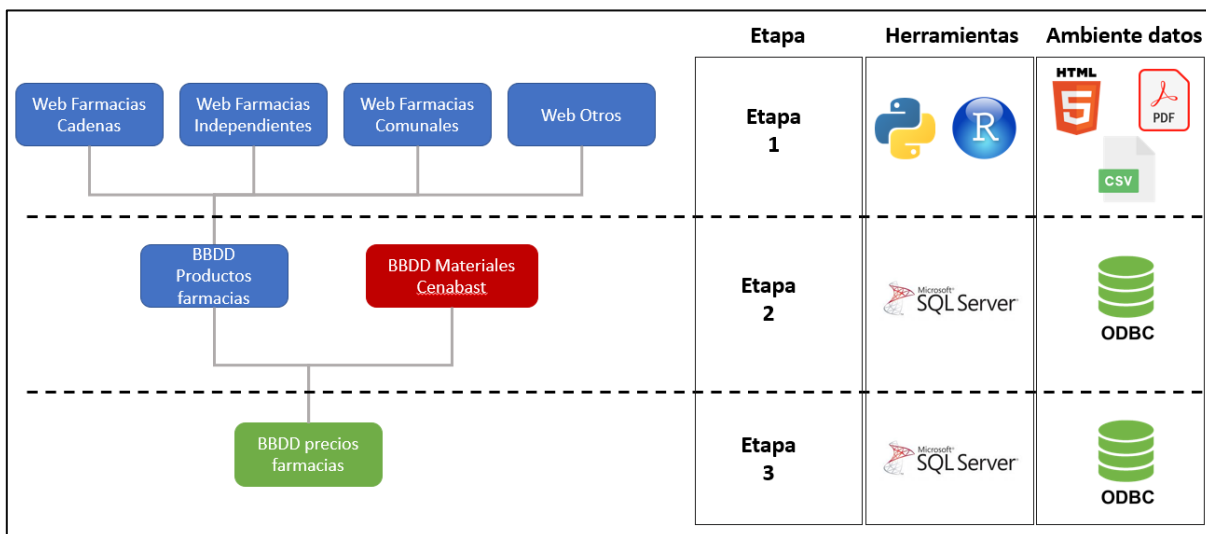 Etapa Herramientas Ambiente datos
Web Farmacias
Cadenas
Web Farmacias
Independientes
Web Farmacias
Comunales
Web Otros
Etapa
1
R
HTML
5
PDF
CSV
BBDD
Productos
farmacias
BBDD Materiales
Cenabast
Etapa
2
Microsoft
SQL Server
ODBC
BBDD precios
farmacias
Etapa
3
Microsoft
SQL Server
ODBC